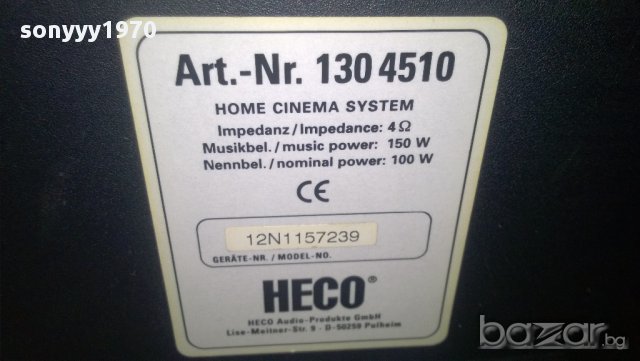 sonyyy1970
Art.-Nr. 130 4510
HOME CINEMA SYSTEM
Impedanz / Impedance: 4 Ω
Musikbel. / music power: 150 W
Nennbel. / nominal power: 100 W
CE
12N1157239
GERÄTE-NR. / MODEL-NO.
HECO®
HECO Audio-Produkte GmbH
Lise-Meitner-Str. 9 - D-50259 Pulheim
bazar.bg